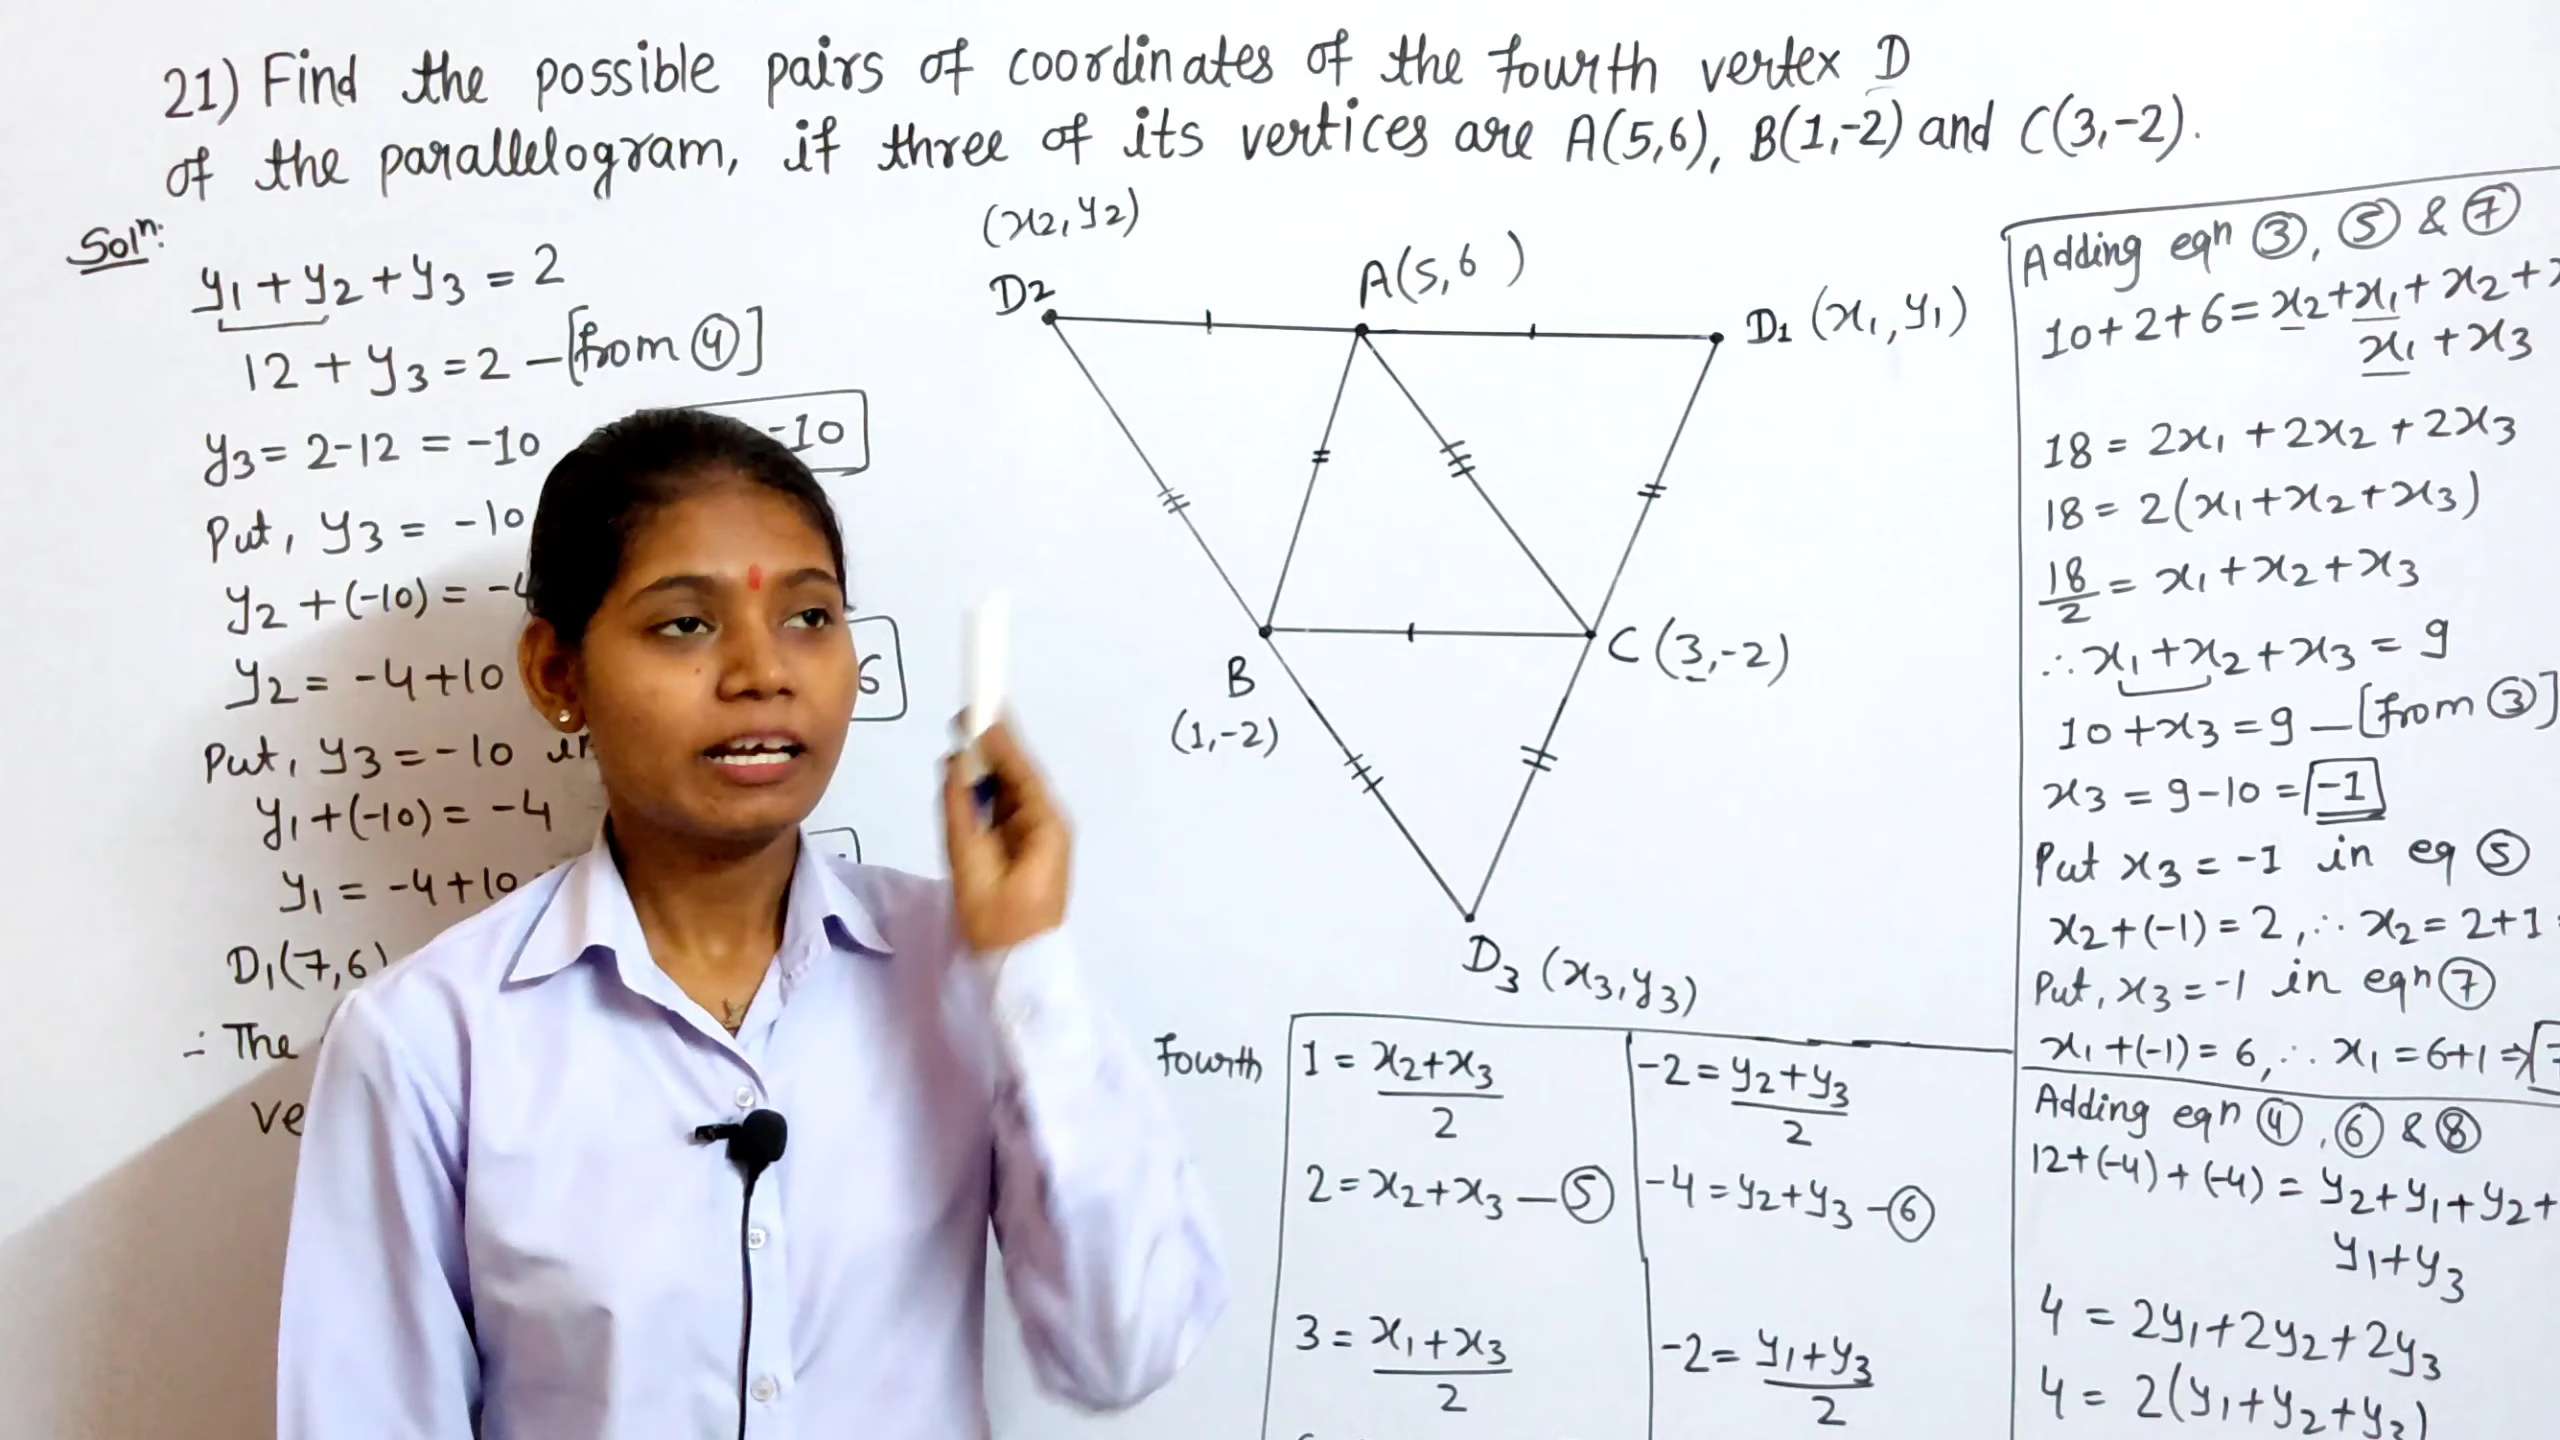 21) Find the possible pairs of coordinates of the fourth vertex D
of the parallelogram, if three of its vertices are A(5,6), B(1,-2) and C(3,-2).
Solⁿ:
y₁+y₂+y₃ = 2
12 + y₃ = 2 – [from ④]
y₃ = 2-12 = -10
-10
Put, y₃ = -10
y₂ +(-10) = -4
y₂ = -4+10
6
Put, y₃ = -10 in
y₁+(-10) = -4
y₁ = -4+10
D₁(7,6)
∴ The
ve
(x₂,y₂)
D₂
A(5,6 )
D₁ (x₁,y₁)
B
(1,-2)
C (3,-2)
D₃ (x₃,y₃)
Fourth
1 = x₂+x₃
2
2 = x₂+x₃ – ⑤
3 = x₁+x₃
2
-2 = y₂+y₃
2
-4 = y₂+y₃ – ⑥
-2 = y₁+y₃
2
Adding eqⁿ ③, ⑤ & ⑦
10+2+6 = x₂+x₁+x₂+
x₁+x₃
18 = 2x₁ +2x₂ +2x₃
18 = 2(x₁+x₂+x₃)
18/2 = x₁+x₂+x₃
∴ x₁+x₂+x₃ = 9
10+x₃ = 9 – [from ③]
x₃ = 9-10 = -1
Put x₃ = -1 in eq ⑤
x₂+(-1) = 2, ∴ x₂ = 2+1
Put, x₃ = -1 in eqn ⑦
x₁+(-1) = 6, ∴ x₁ = 6+1 ⇒
Adding eqn ④, ⑥ & ⑧
12+(-4)+(-4) = y₂+y₁+y₂+
y₁+y₃
4 = 2y₁+2y₂+2y₃
4 = 2(y₁+y₂+y₃)